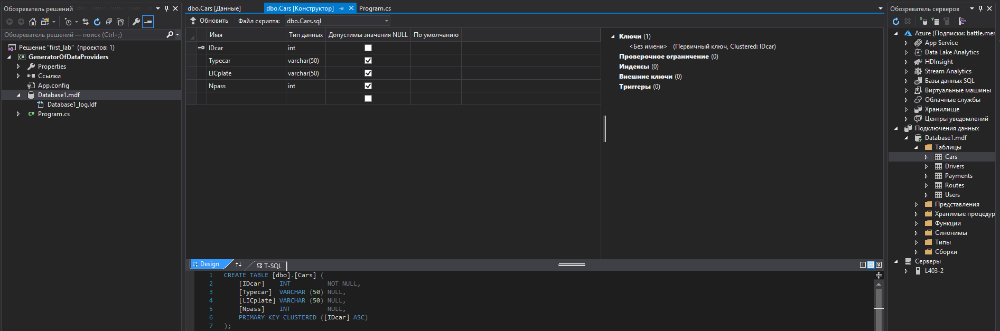 Обозреватель решений
Обозреватель решений — поиск (Ctrl+;)
Решение "first_lab" (проектов: 1)
GeneratorOfDataProviders
Properties
Ссылки
App.config
Database1.mdf
Database1_log.ldf
Program.cs
dbo.Cars [Данные]
dbo.Cars [Конструктор]
Program.cs
Обновить
Файл скрипта:
dbo.Cars.sql
Имя Тип данных Допустимы значения NULL По умолчанию
IDcar int
Typecar varchar(50)
LICplate varchar(50)
Npass int
Ключи (1)
<Без имени> (Первичный ключ, Clustered: IDcar)
Проверочное ограничение (0)
Индексы (0)
Внешние ключи (0)
Триггеры (0)
Design
T-SQL
1 CREATE TABLE [dbo].[Cars] (
2 [IDcar] INT NOT NULL,
3 [Typecar] VARCHAR (50) NULL,
4 [LICplate] VARCHAR (50) NULL,
5 [Npass] INT NULL,
6 PRIMARY KEY CLUSTERED ([IDcar] ASC)
7 );
Обозреватель серверов
Azure (Подписки: battle.mer
App Service
Data Lake Analytics
HDInsight
Stream Analytics
Базы данных SQL
Виртуальные машины
Облачные службы
Хранилище
Центры уведомлений
Подключения данных
Database1.mdf
Таблицы
Cars
Drivers
Payments
Routes
Users
Представления
Хранимые процедур
Функции
Синонимы
Типы
Сборки
Серверы
L403-2